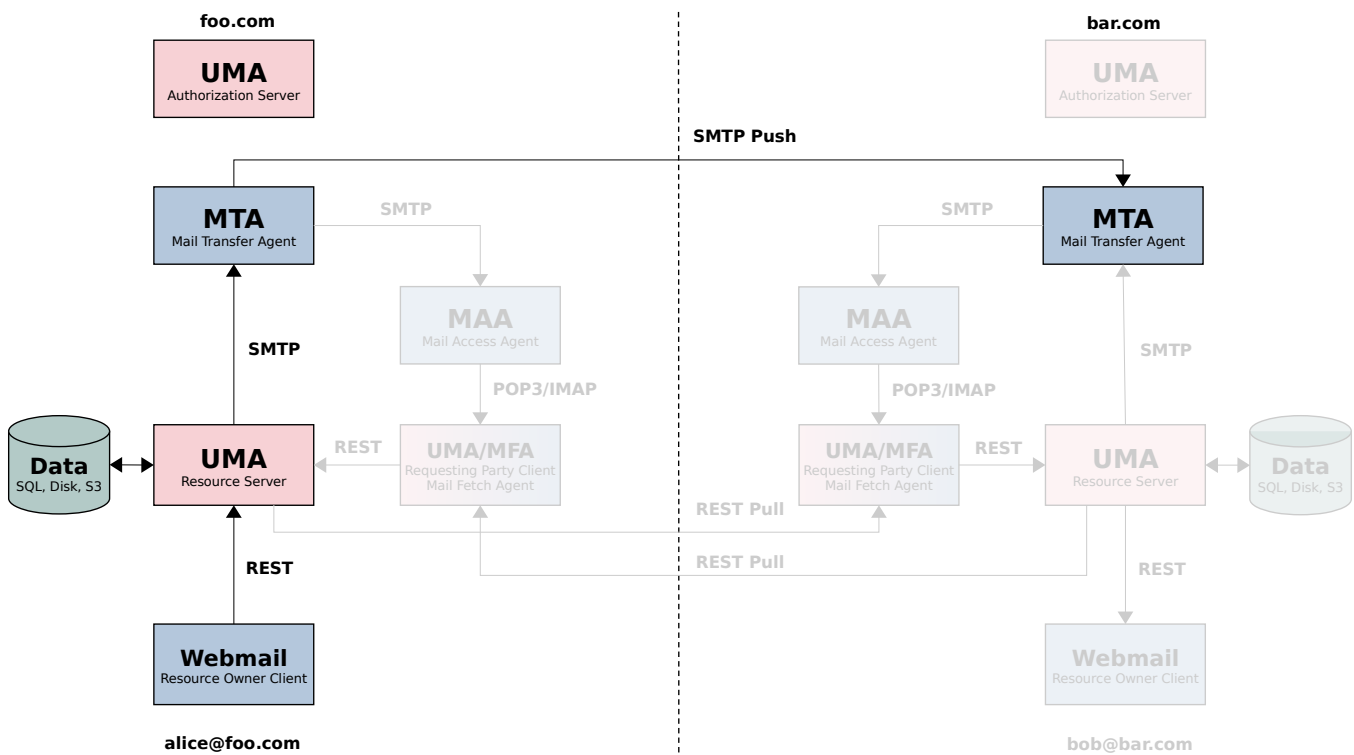 foo.com
bar.com
UMA
Authorization Server
UMA
Authorization Server
SMTP Push
MTA
Mail Transfer Agent
SMTP
SMTP
MTA
Mail Transfer Agent
MAA
Mail Access Agent
MAA
Mail Access Agent
SMTP
SMTP
POP3/IMAP
POP3/IMAP
Data
SQL, Disk, S3
UMA
Resource Server
REST
UMA/MFA
Requesting Party Client
Mail Fetch Agent
UMA/MFA
Requesting Party Client
Mail Fetch Agent
REST
UMA
Resource Server
Data
SQL, Disk, S3
REST Pull
REST Pull
REST
REST
Webmail
Resource Owner Client
Webmail
Resource Owner Client
alice@foo.com
bob@bar.com